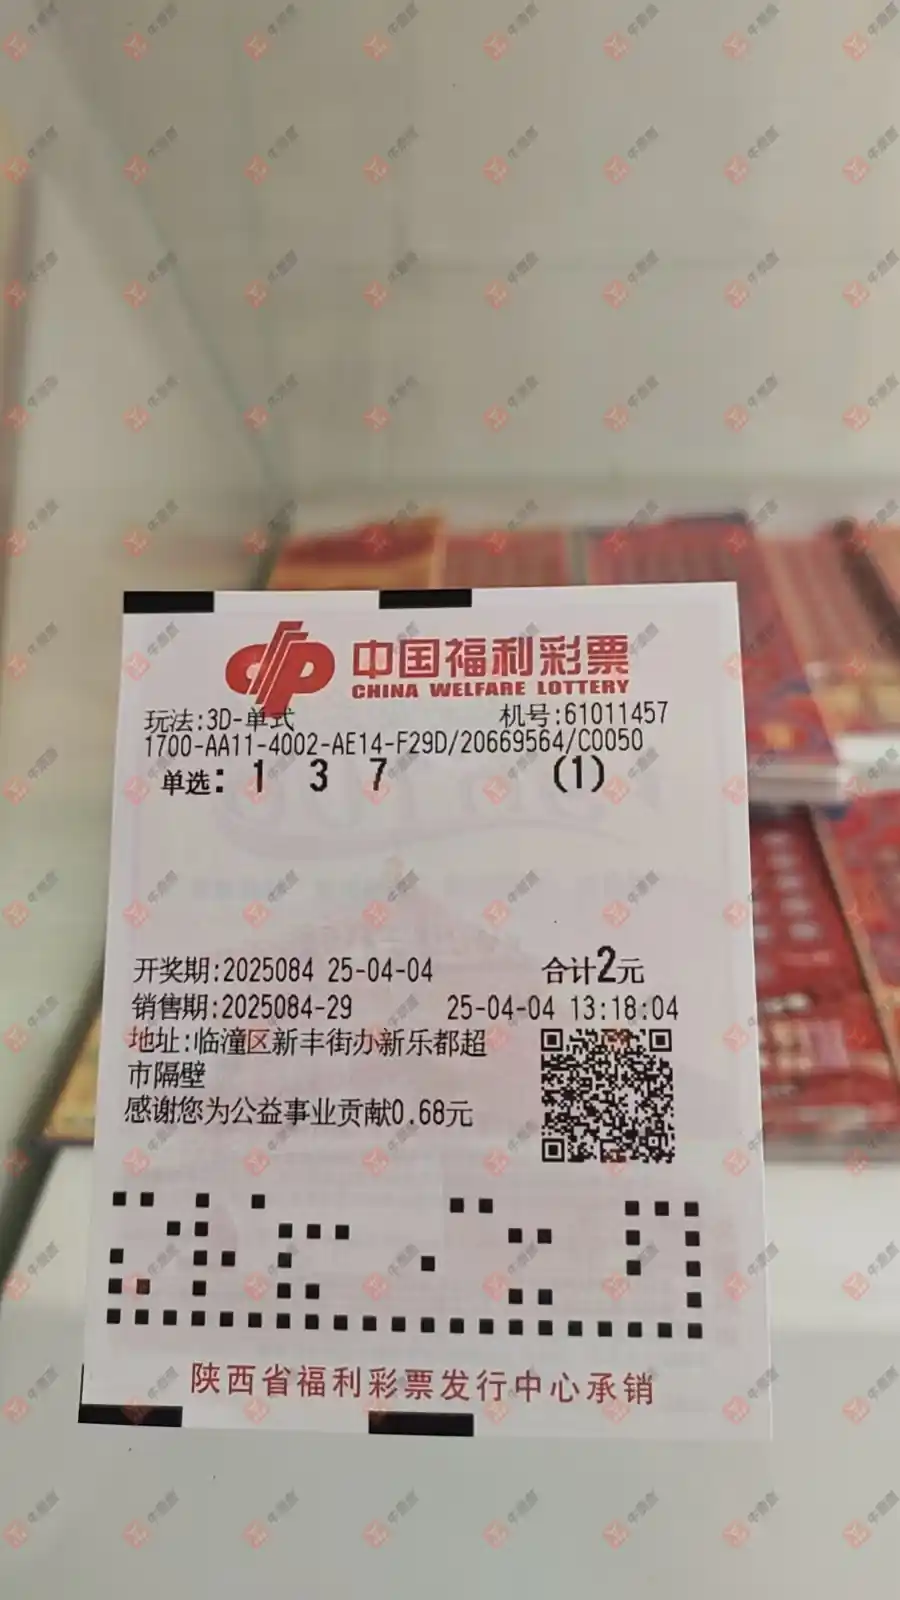 中国福利彩票
CHINA WELFARE LOTTERY
玩法:3D-单式 机号:61011457
1700-AA11-4002-AE14-F29D/20669564/C0050
单选: 1 3 7 (1)
开奖期:2025084 25-04-04 合计2元
销售期:2025084-29 25-04-04 13:18:04
地址:临潼区新丰街办新乐都超
市隔壁
感谢您为公益事业贡献0.68元
陕西省福利彩票发行中心承销